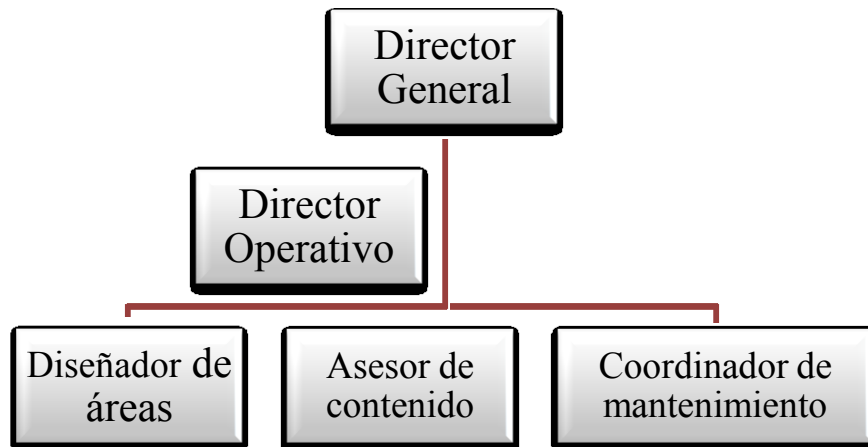 Director
General
Director
Operativo
Diseñador de
áreas
Asesor de
contenido
Coordinador de
mantenimiento